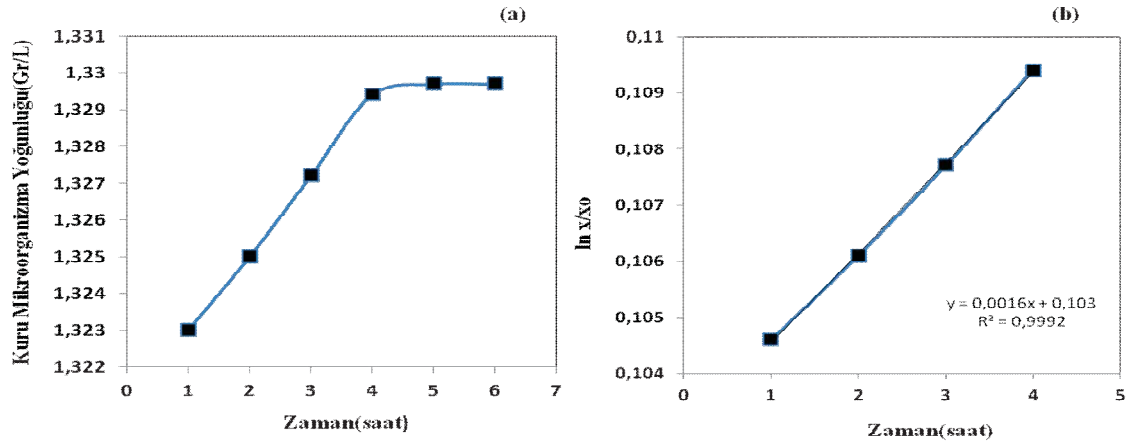 (a)
Kuru Mikroorganizma Yoğunluğu(Gr/L)
1,331
1,33
1,329
1,328
1,327
1,326
1,325
1,324
1,323
1,322
0 1 2 3 4 5 6 7
Zaman(saat)
(b)
ln x/xo
0,11
0,109
0,108
0,107
0,106
0,105
0,104
y = 0,0016x + 0,103
R² = 0,9992
0 1 2 3 4 5
Zaman(saat)